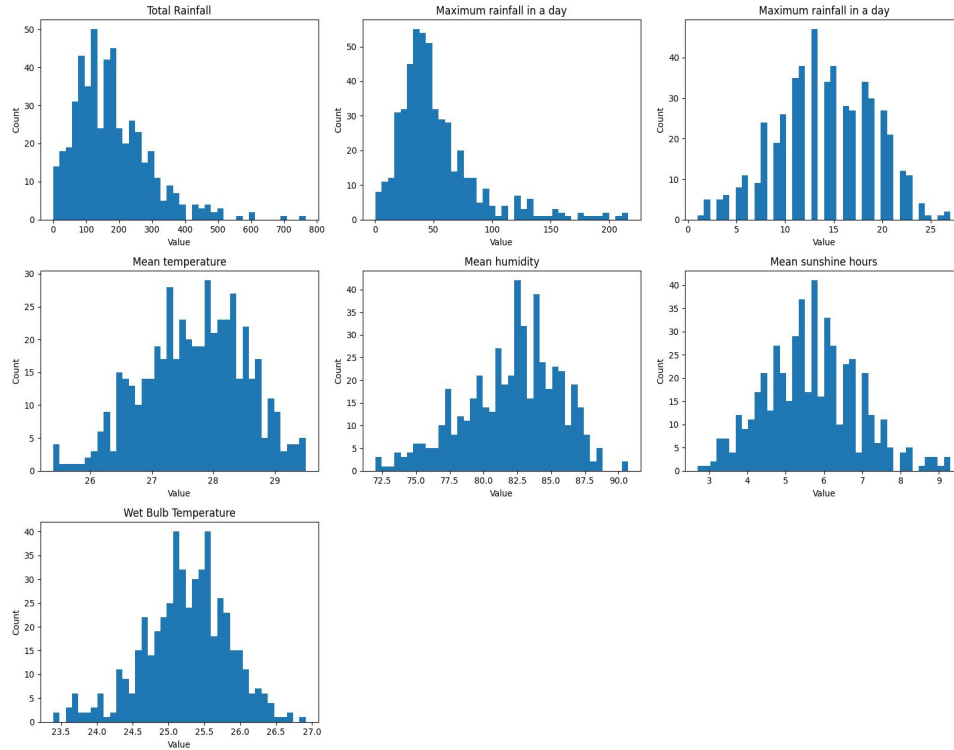 Total Rainfall
Count
50
40
30
20
10
0
0 100 200 300 400 500 600 700 800
Value
Maximum rainfall in a day
Count
50
40
30
20
10
0
0 50 100 150 200
Value
Maximum rainfall in a day
Count
40
30
20
10
0
0 5 10 15 20 25
Value
Mean temperature
Count
30
25
20
15
10
5
0
26 27 28 29
Value
Mean humidity
Count
40
35
30
25
20
15
10
5
0
72.5 75.0 77.5 80.0 82.5 85.0 87.5 90.0
Value
Mean sunshine hours
Count
40
35
30
25
20
15
10
5
0
3 4 5 6 7 8 9
Value
Wet Bulb Temperature
Count
40
35
30
25
20
15
10
5
0
23.5 24.0 24.5 25.0 25.5 26.0 26.5 27.0
Value